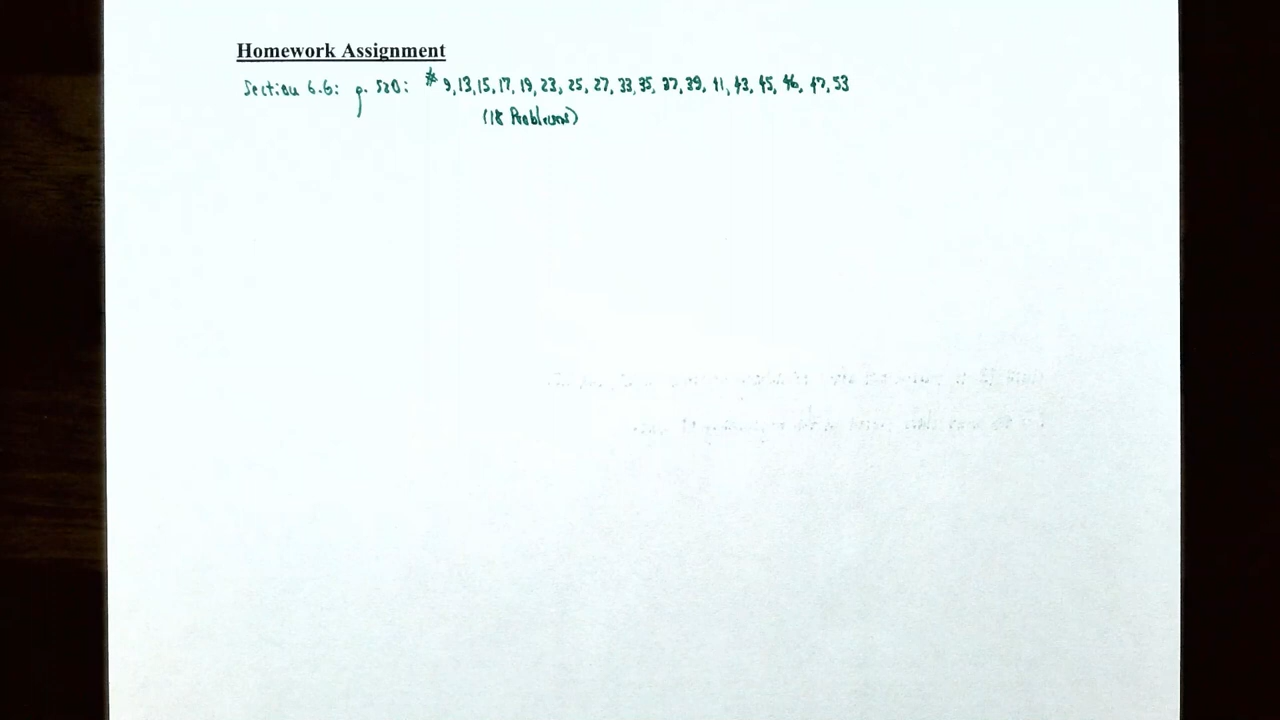 Homework Assignment
Section 6.6: p. 520: # 9, 13, 15, 17, 19, 23, 25, 27, 33, 35, 37, 39, 41, 43, 45, 46, 47, 53
(18 Problems)